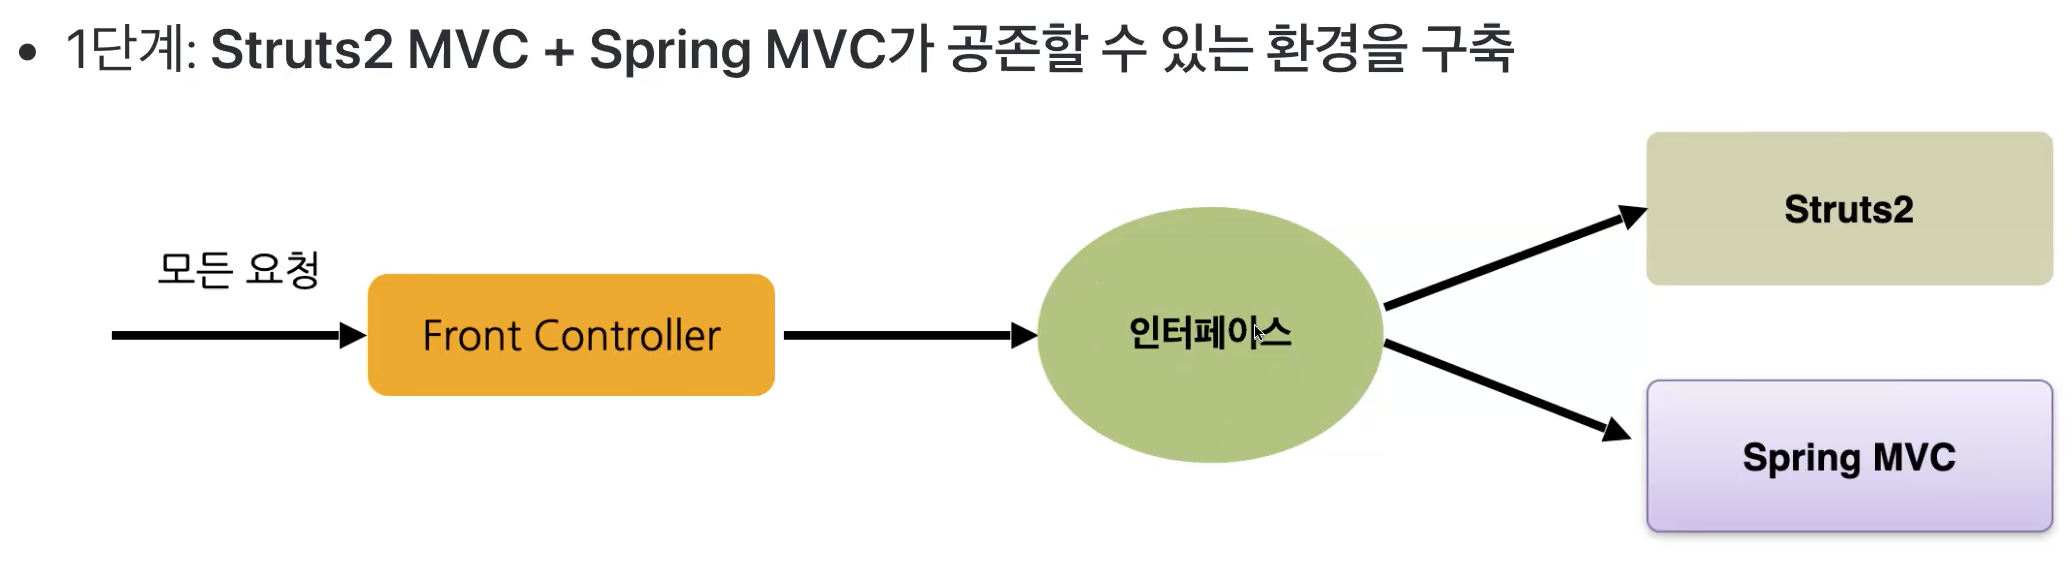 • 1단계: Struts2 MVC + Spring MVC가 공존할 수 있는 환경을 구축
Struts2
모든 요청
Front Controller
인터페이스
Spring MVC